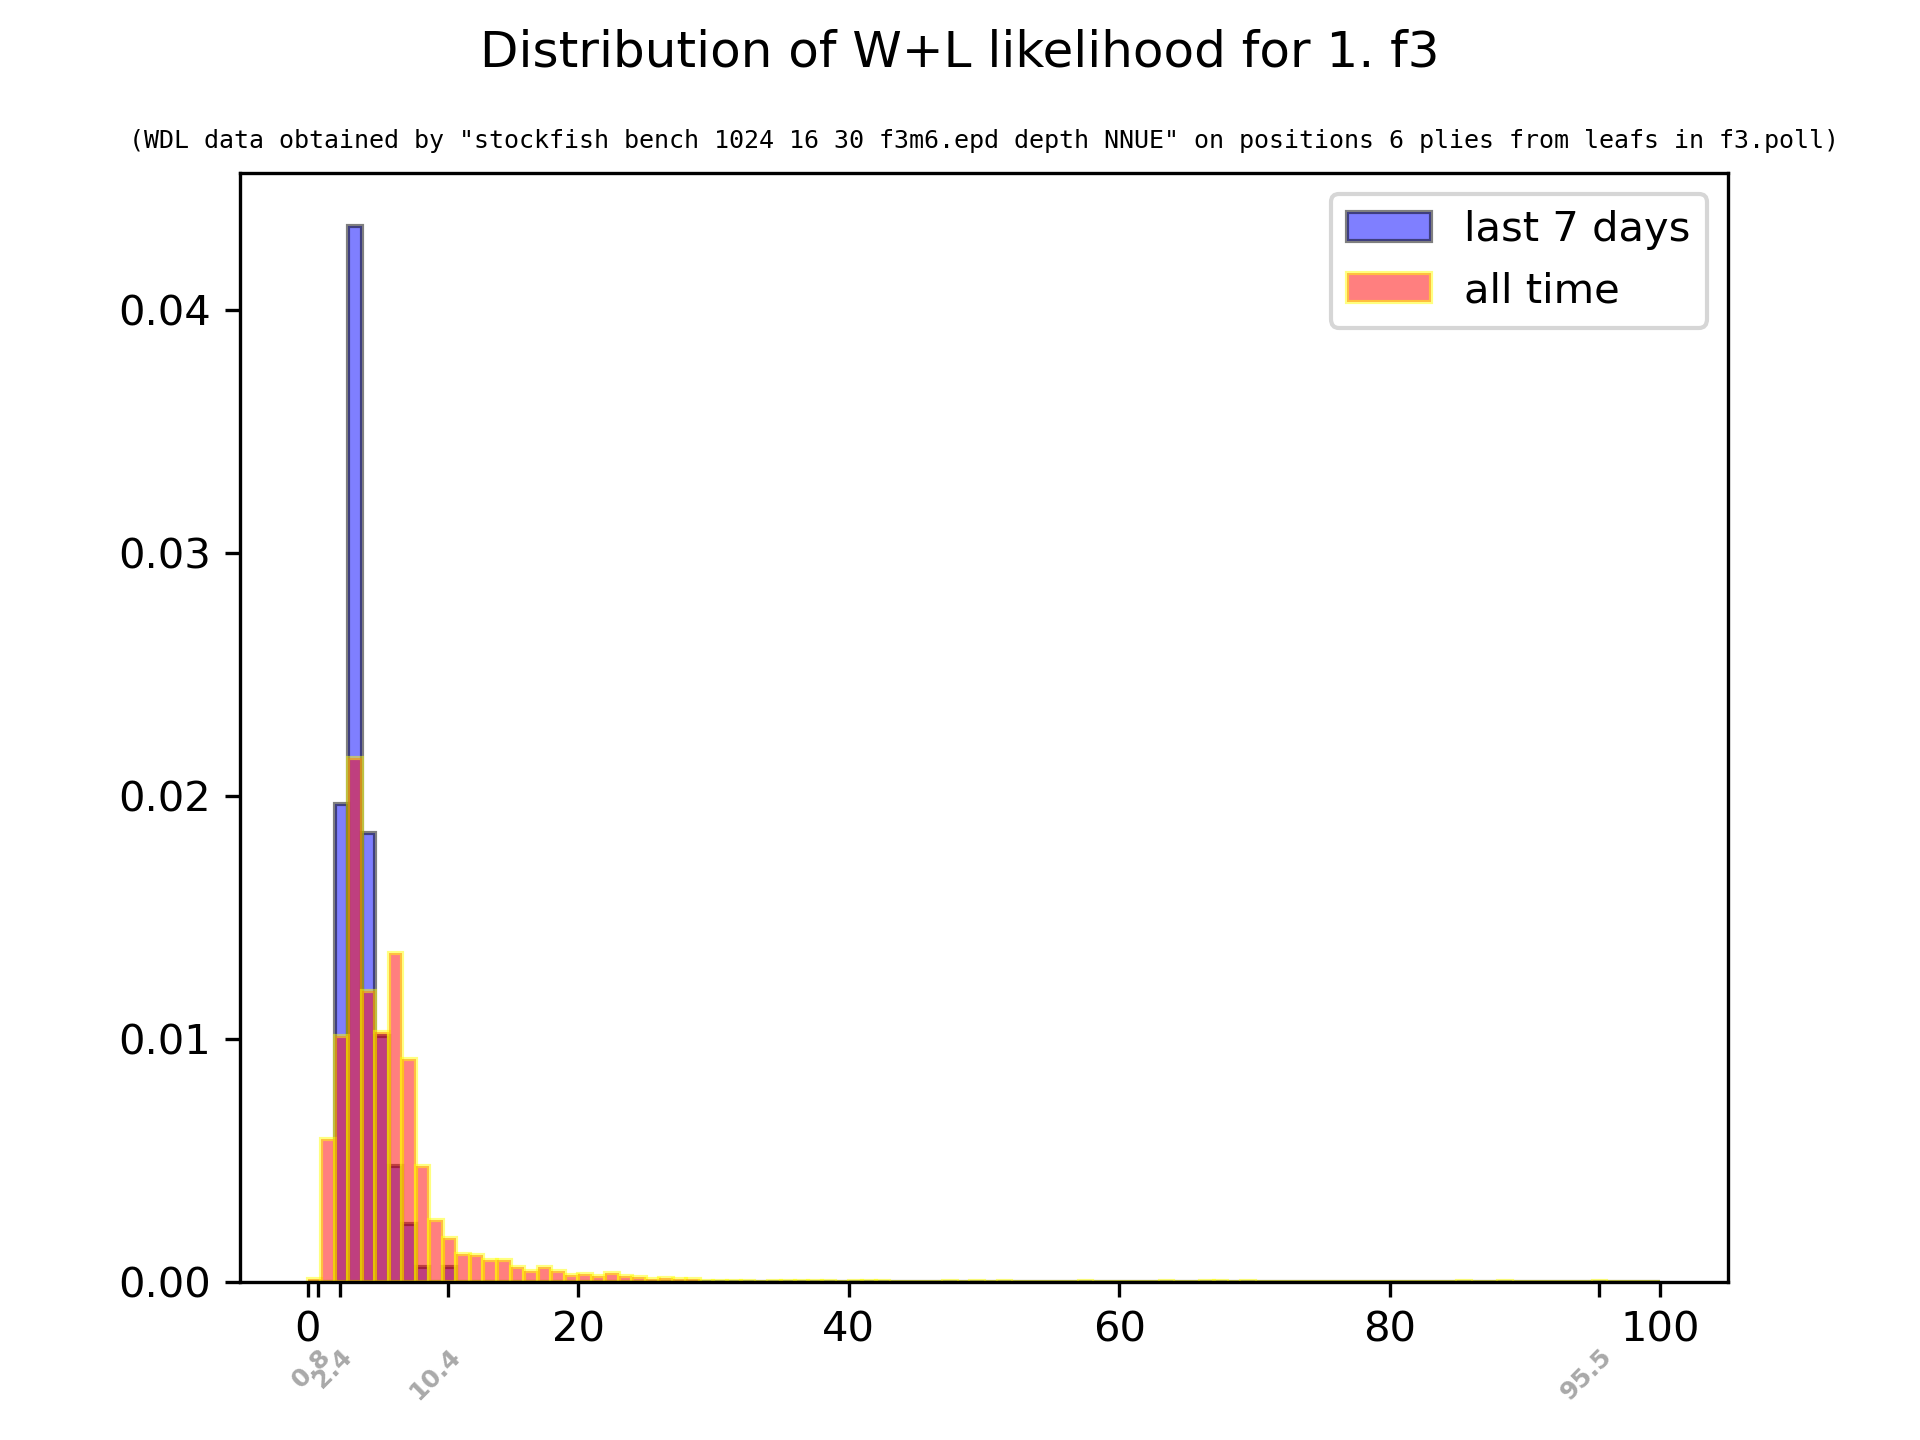 Distribution of W+L likelihood for 1. f3
(WDL data obtained by "stockfish bench 1024 16 30 f3m6.epd depth NNUE" on positions 6 plies from leafs in f3.poll)
last 7 days
all time
0.04
0.03
0.02
0.01
0.00
0 20 40 60 80 100
0.8 2.4 10.4 95.5